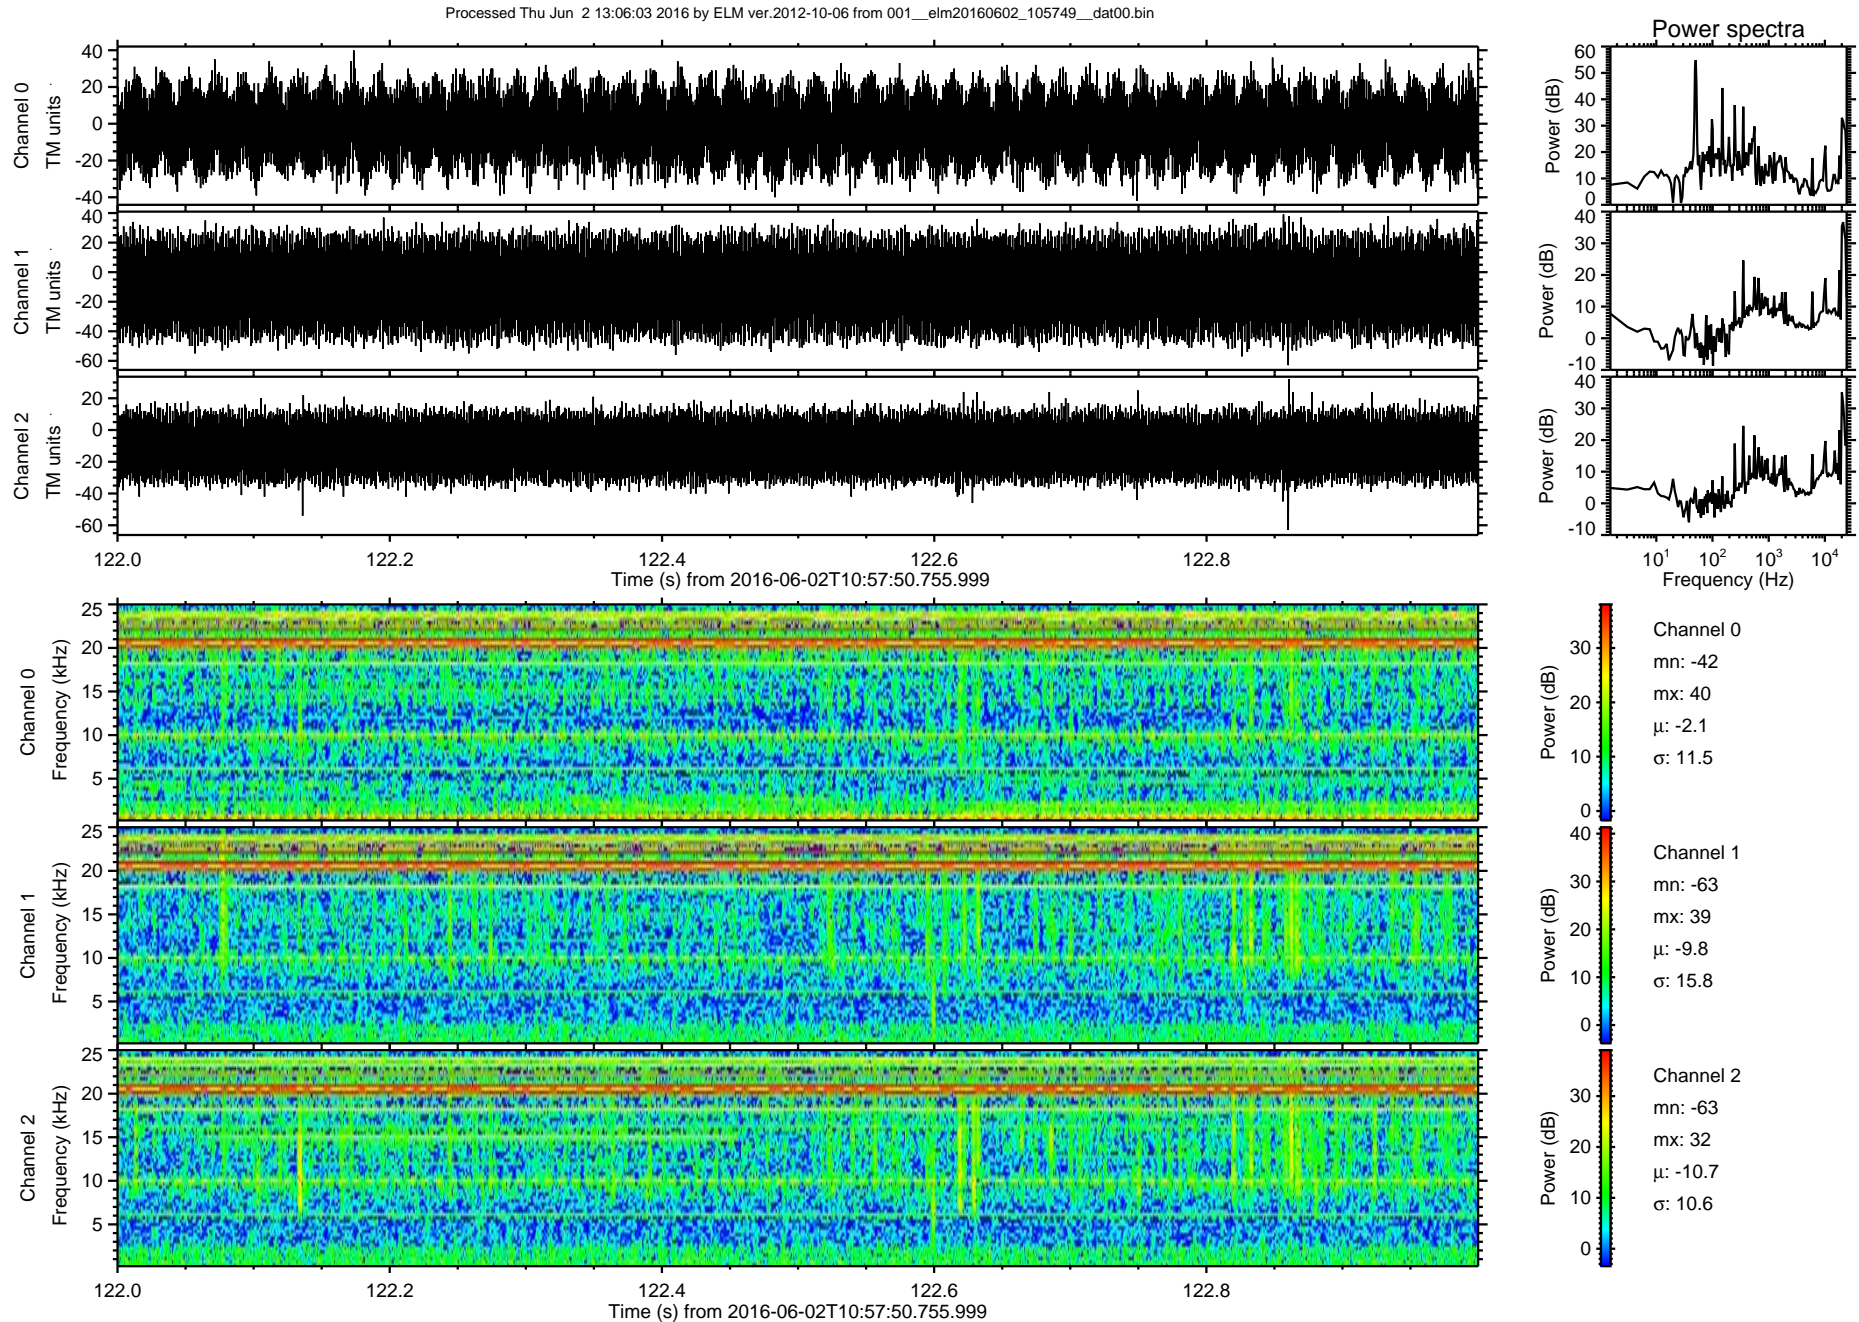 Processed Thu Jun 2 13:06:03 2016 by ELM ver.2012-10-06 from 001__elm20160602_105749__dat00.bin
Power spectra
Channel 0
TM units
40
20
0
-20
-40
Power (dB)
60
50
40
30
20
10
0
Channel 1
TM units
40
20
0
-20
-40
-60
Power (dB)
40
30
20
10
0
-10
Channel 2
TM units
20
0
-20
-40
-60
Power (dB)
40
30
20
10
0
-10
122.0 122.2 122.4 122.6 122.8
Time (s) from 2016-06-02T10:57:50.755.999
10¹ 10² 10³ 10⁴
Frequency (Hz)
Channel 0
Frequency (kHz)
25
20
15
10
5
Power (dB)
30
20
10
0
Channel 0
mn: -42
mx: 40
μ: -2.1
σ: 11.5
Channel 1
Frequency (kHz)
25
20
15
10
5
Power (dB)
40
30
20
10
0
Channel 1
mn: -63
mx: 39
μ: -9.8
σ: 15.8
Channel 2
Frequency (kHz)
25
20
15
10
5
Power (dB)
30
20
10
0
Channel 2
mn: -63
mx: 32
μ: -10.7
σ: 10.6
122.0 122.2 122.4 122.6 122.8
Time (s) from 2016-06-02T10:57:50.755.999